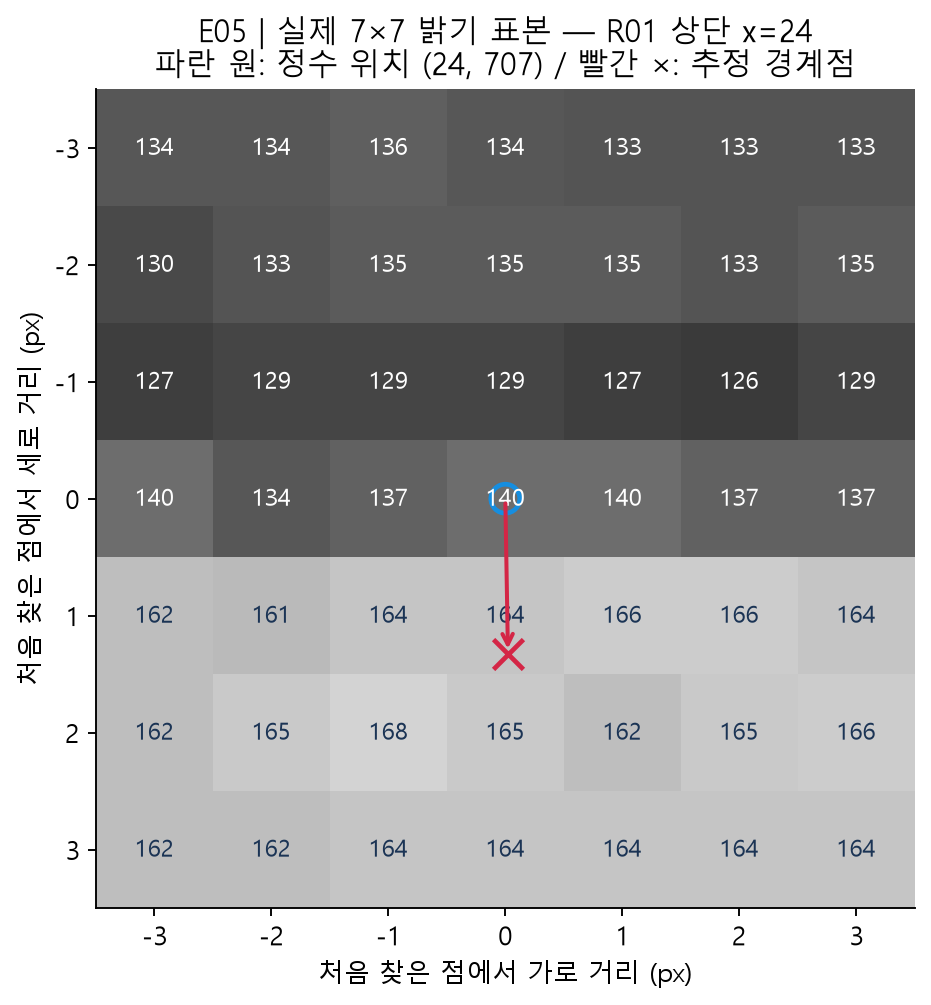 E05 | 실제 7×7 밝기 표본 — R01 상단 x=24
파란 원: 정수 위치 (24, 707) / 빨간 ×: 추정 경계점
처음 찾은 점에서 세로 거리 (px)
-3 134 134 136 134 133 133 133
-2 130 133 135 135 135 133 135
-1 127 129 129 129 127 126 129
0 140 134 137 140 140 137 137
1 162 161 164 164 166 166 164
2 162 165 168 165 162 165 166
3 162 162 164 164 164 164 164
-3 -2 -1 0 1 2 3
처음 찾은 점에서 가로 거리 (px)